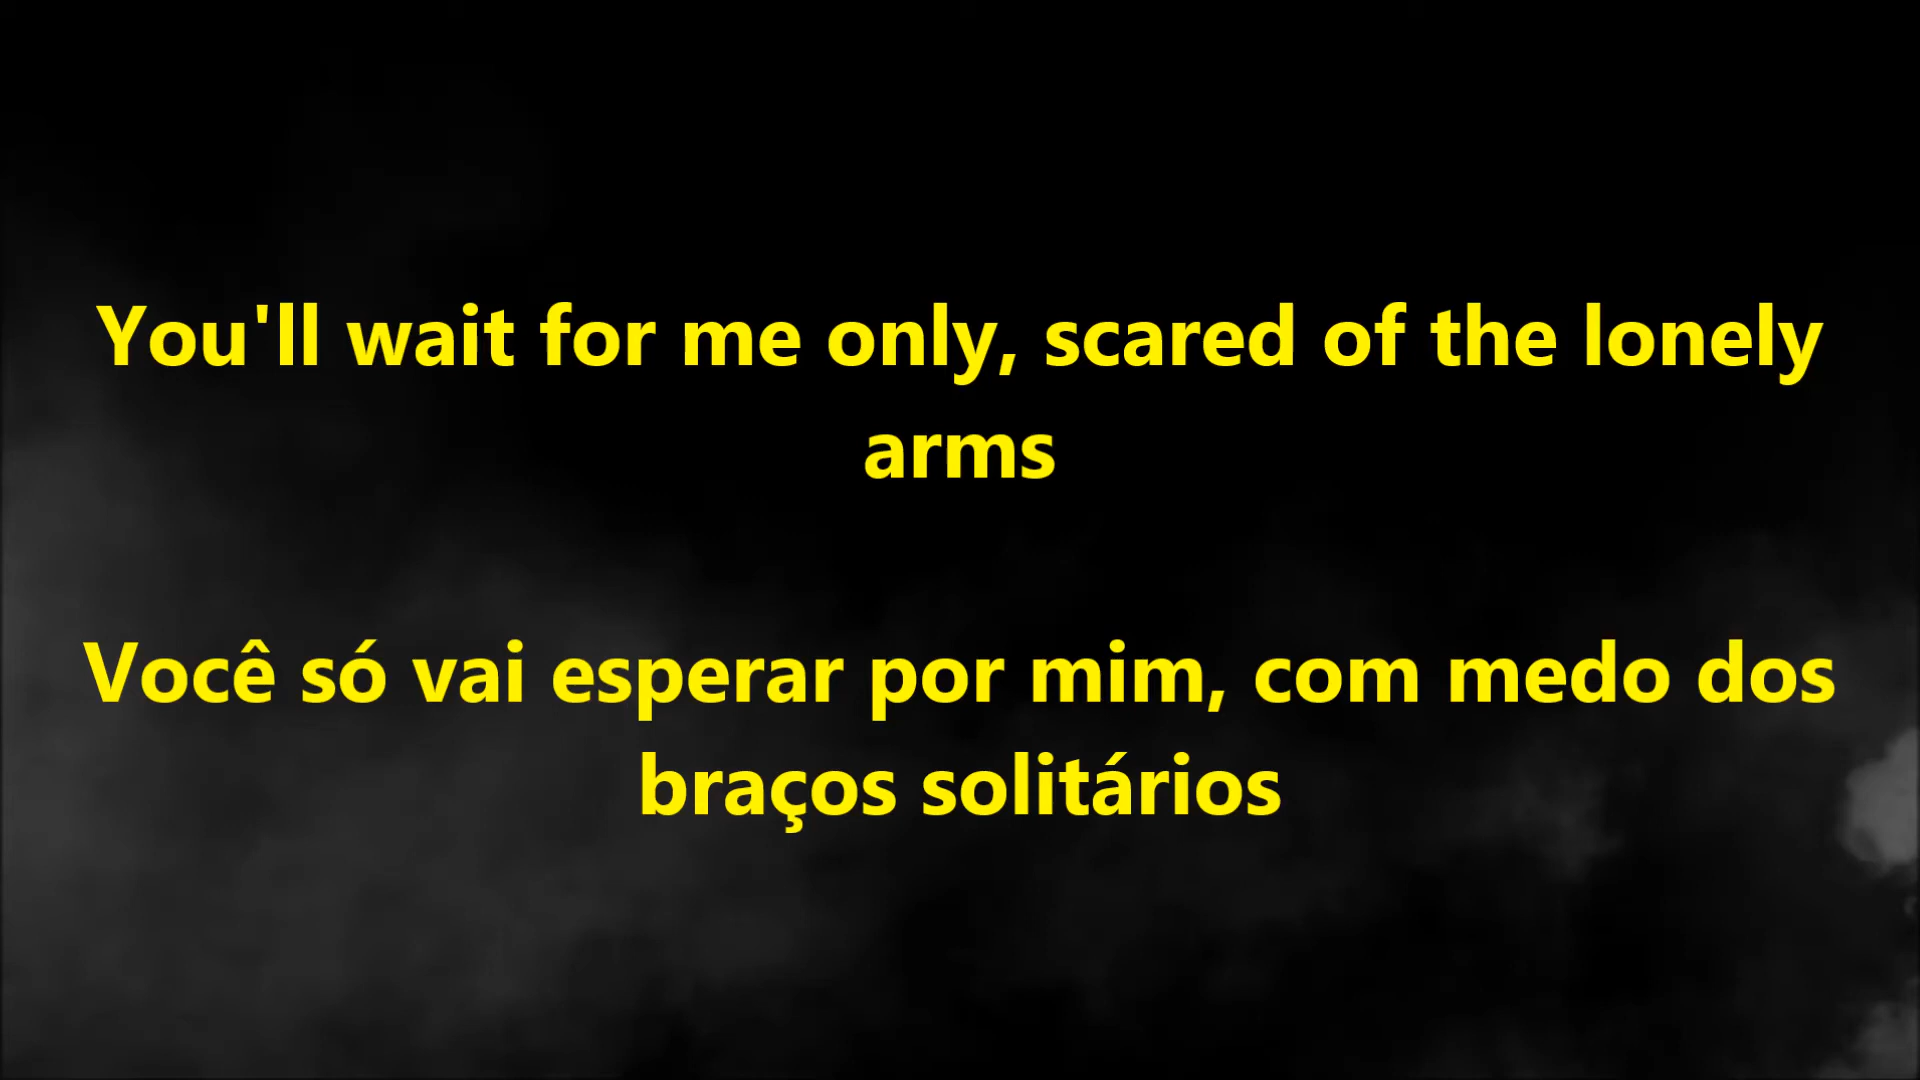 You'll wait for me only, scared of the lonely
arms
Você só vai esperar por mim, com medo dos
braços solitários